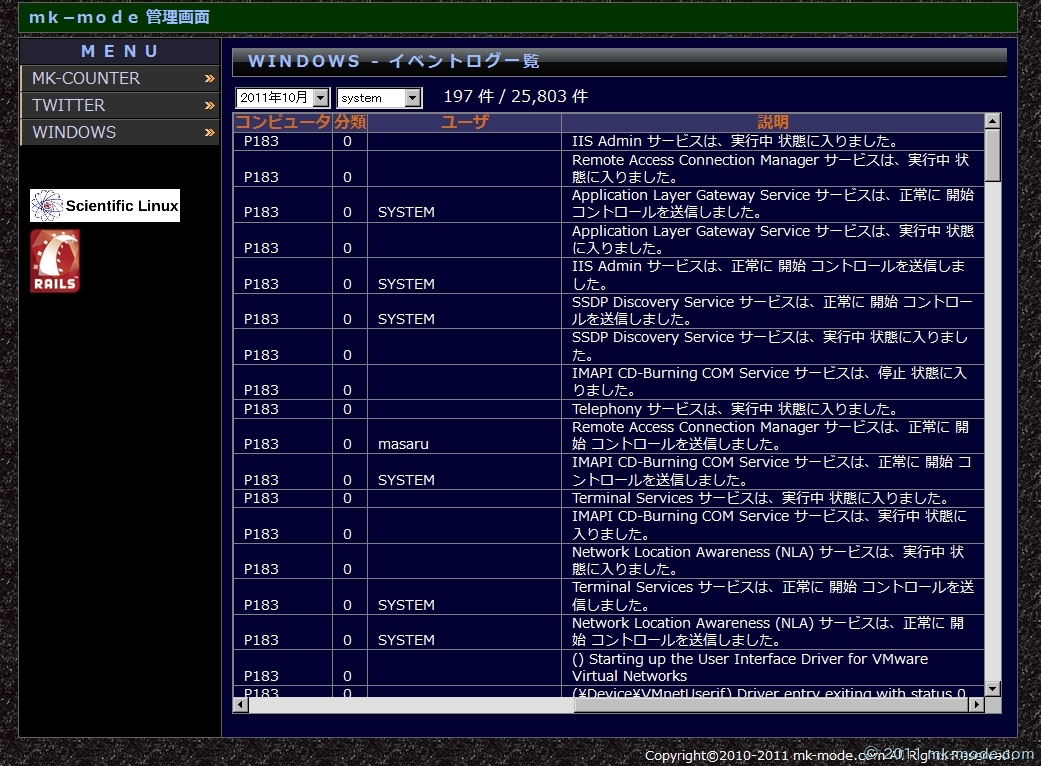 mk−mode 管理画面
MENU
MK-COUNTER »
TWITTER »
WINDOWS »
Scientific Linux
RAILS
WINDOWS - イベントログ一覧
2011年10月 system 197 件 / 25,803 件
コンピュータ 分類 ユーザ 説明
P183 0 IIS Admin サービスは、実行中 状態に入りました。
Remote Access Connection Manager サービスは、実行中 状
P183 0 態に入りました。
Application Layer Gateway Service サービスは、正常に 開始
P183 0 SYSTEM コントロールを送信しました。
Application Layer Gateway Service サービスは、実行中 状態
P183 0 に入りました。
IIS Admin サービスは、正常に 開始 コントロールを送信しま
P183 0 SYSTEM した。
SSDP Discovery Service サービスは、正常に 開始 コントロー
P183 0 SYSTEM ルを送信しました。
SSDP Discovery Service サービスは、実行中 状態に入りまし
P183 0 た。
IMAPI CD-Burning COM Service サービスは、停止 状態に入
P183 0 りました。
P183 0 Telephony サービスは、実行中 状態に入りました。
Remote Access Connection Manager サービスは、正常に 開
P183 0 masaru 始 コントロールを送信しました。
IMAPI CD-Burning COM Service サービスは、正常に 開始 コ
P183 0 SYSTEM ントロールを送信しました。
P183 0 Terminal Services サービスは、実行中 状態に入りました。
IMAPI CD-Burning COM Service サービスは、実行中 状態に
P183 0 入りました。
Network Location Awareness (NLA) サービスは、実行中 状
P183 0 態に入りました。
Terminal Services サービスは、正常に 開始 コントロールを送
P183 0 SYSTEM 信しました。
Network Location Awareness (NLA) サービスは、正常に 開
P183 0 SYSTEM 始 コントロールを送信しました。
() Starting up the User Interface Driver for VMware
P183 0 Virtual Networks
P183 0 (¥Device¥VMnetUserif) Driver entry exiting with status 0
Copyright©2010-2011 mk-mode.com All Rights Reserved.
© 2011 mk-mode.com